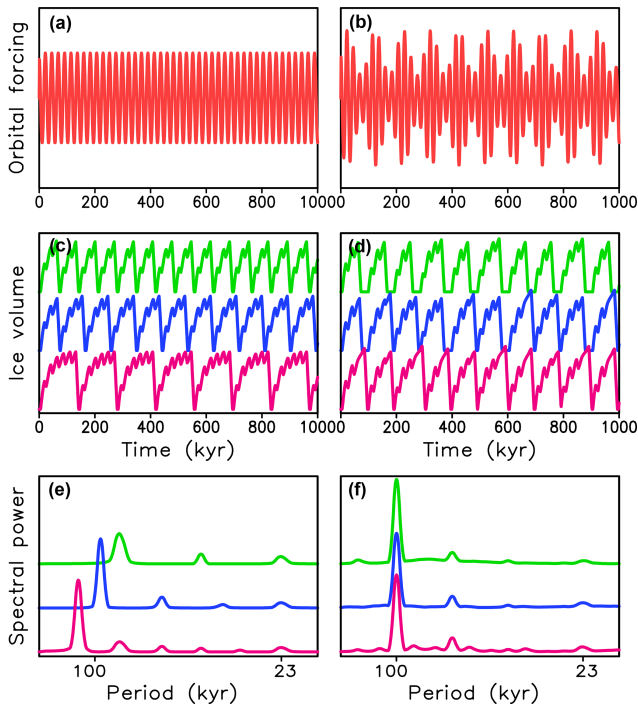 (a) (b)
Orbital forcing
0 200 400 600 800 1000 0 200 400 600 800 1000
(c) (d)
Ice volume
0 200 400 600 800 1000 0 200 400 600 800 1000
Time (kyr) Time (kyr)
(e) (f)
Spectral power
100 23 100 23
Period (kyr) Period (kyr)